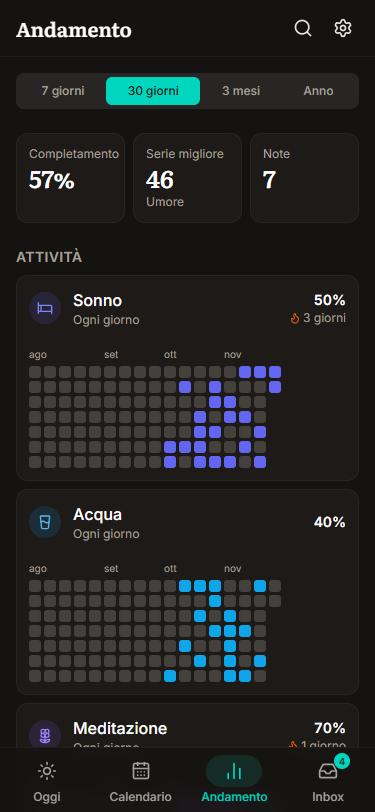 Andamento
7 giorni
30 giorni
3 mesi
Anno
Completamento
57%
Serie migliore
46
Umore
Note
7
ATTIVITÀ
Sonno
50%
Ogni giorno
3 giorni
ago set ott nov
Acqua
40%
Ogni giorno
ago set ott nov
Meditazione
70%
Ogni giorno
1 giorno
4
Oggi
Calendario
Andamento
Inbox